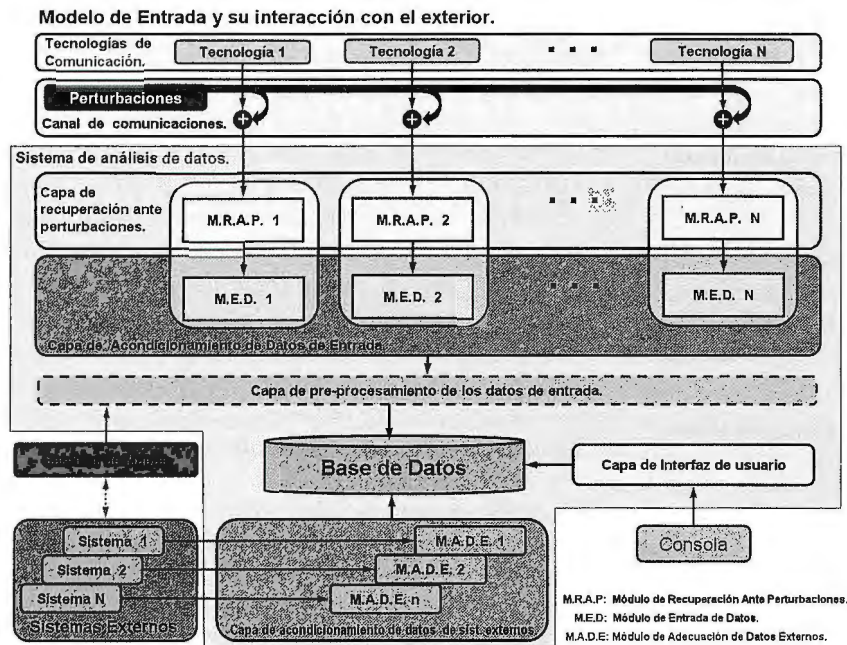 Modelo de Entrada y su interacción con el exterior.
Tecnologías de
Comunicación.
Tecnología 1
Tecnología 2
Tecnología N
Perturbaciones
Canal de comunicaciones.
Sistema de análisis de datos.
Capa de
recuperación ante
perturbaciones.
M.R.A.P. 1
M.R.A.P. 2
M.R.A.P. N
M.E.D. 1
M.E.D. 2
M.E.D. N
Capa de Acondicionamiento de Datos de Entrada
Capa de pre-procesamiento de los datos de entrada.
Base de Datos
Capa de Interfaz de usuario
Consola
Sistema 1
Sistema 2
Sistema N
Sistemas Externos
M.A.D.E. 1
M.A.D.E. 2
M.A.D.E. n
Capa de acondicionamiento de datos de sist. externos
M.R.A.P: Módulo de Recuperación Ante Perturbaciones.
M.E.D: Módulo de Entrada de Datos.
M.A.D.E: Módulo de Adecuación de Datos Externos.